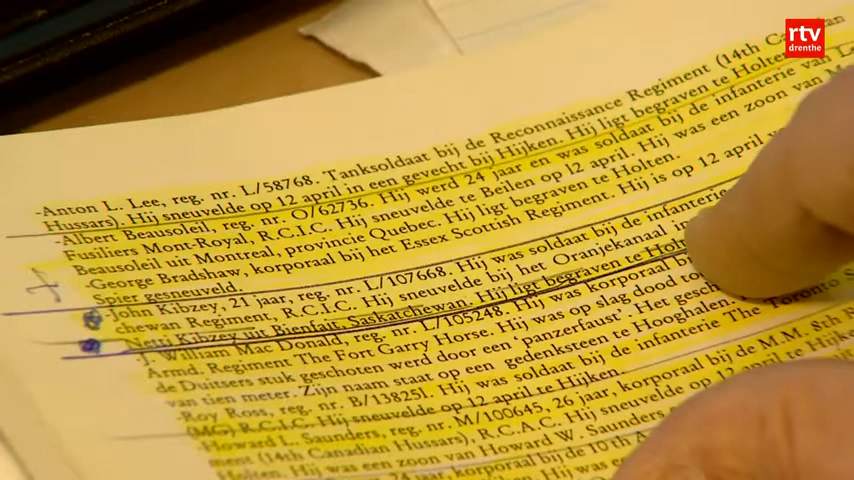 rtv
drenthe
-Anton L. Lee, reg. nr. L/58768. Tanksoldaat bij de Reconnaissance Regiment (14th Canadian
Hussars). Hij sneuvelde op 12 april in een gevecht bij Hijken. Hij ligt begraven te Holten.
-Albert Beausoleil, reg. nr. O/62736. Hij werd 24 jaar en was soldaat bij de infanterie van
Fusiliers Mont-Royal, R.C.I.C. Hij sneuvelde te Beilen op 12 april. Hij was een zoon van
Beausoleil uit Montreal, provincie Quebec. Hij ligt begraven te Holten.
-George Bradshaw, korporaal bij het Essex Scottish Regiment. Hij is op 12 april
Spier gesneuveld.
-John Kibzey, 21 jaar, reg. nr. L/107668. Hij was soldaat bij de infanterie
chewan Regiment, R.C.I.C. Hij sneuvelde bij het Oranjekanaal
Netti Kibzey uit Bienfait, Saskatchewan. Hij ligt begraven te
J. William Mac Donald, reg. nr. L/105248. Hij was korporaal
Armd. Regiment The Fort Garry Horse. Hij was op slag dood
de Duitsers stuk geschoten werd door een 'panzerfaust'. Het
van tien meter. Zijn naam staat op een gedenksteen te Hooghalen.
-Roy Ross, reg. nr. B/138251. Hij was soldaat bij de infanterie The Toronto
(MG) R.C.I.C. Hij sneuvelde op 12 april te Hijken.
-Howard L. Saunders, reg. nr. M/100645, 26 jaar, korporaal bij de M.M. 8th
ment (14th Canadian Hussars), R.C.A.C. Hij sneuvelde op 12 april te
Holten. Hij was een zoon van Howard W. Saunders
24 jaar, korporaal bij de 10th